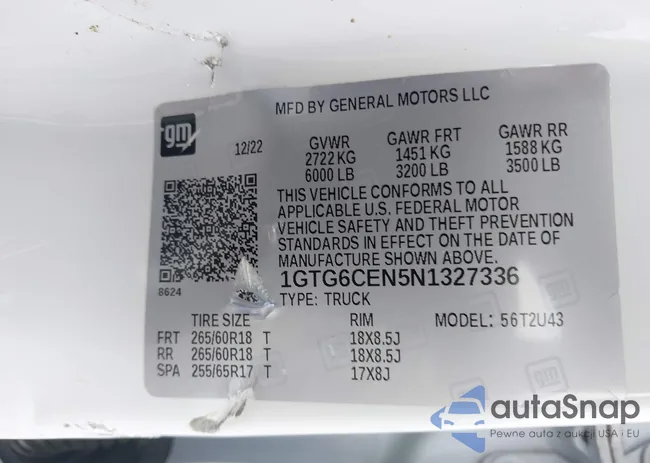 MFD BY GENERAL MOTORS LLC
gm
12/22
GVWR GAWR FRT GAWR RR
2722 KG 1451 KG 1588 KG
6000 LB 3200 LB 3500 LB
THIS VEHICLE CONFORMS TO ALL
APPLICABLE U.S. FEDERAL MOTOR
VEHICLE SAFETY AND THEFT PREVENTION
STANDARDS IN EFFECT ON THE DATE OF
MANUFACTURE SHOWN ABOVE.
8624
1GTG6CEN5N1327336
TYPE: TRUCK
TIRE SIZE RIM MODEL: 56T2U43
FRT 265/60R18 T 18X8.5J
RR 265/60R18 T 18X8.5J
SPA 255/65R17 T 17X8J
autaSnap
Pewne auta z aukcji USA i EU